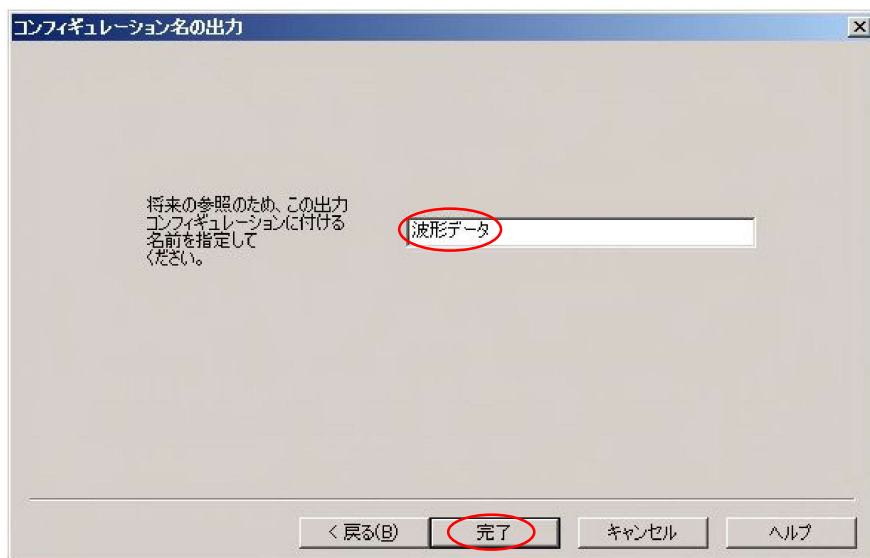 コンフィギュレーション名の出力
将来の参照のため、この出力
コンフィギュレーションに付ける
名前を指定して
ください。
波形データ
< 戻る(B)
完了
キャンセル
ヘルプ